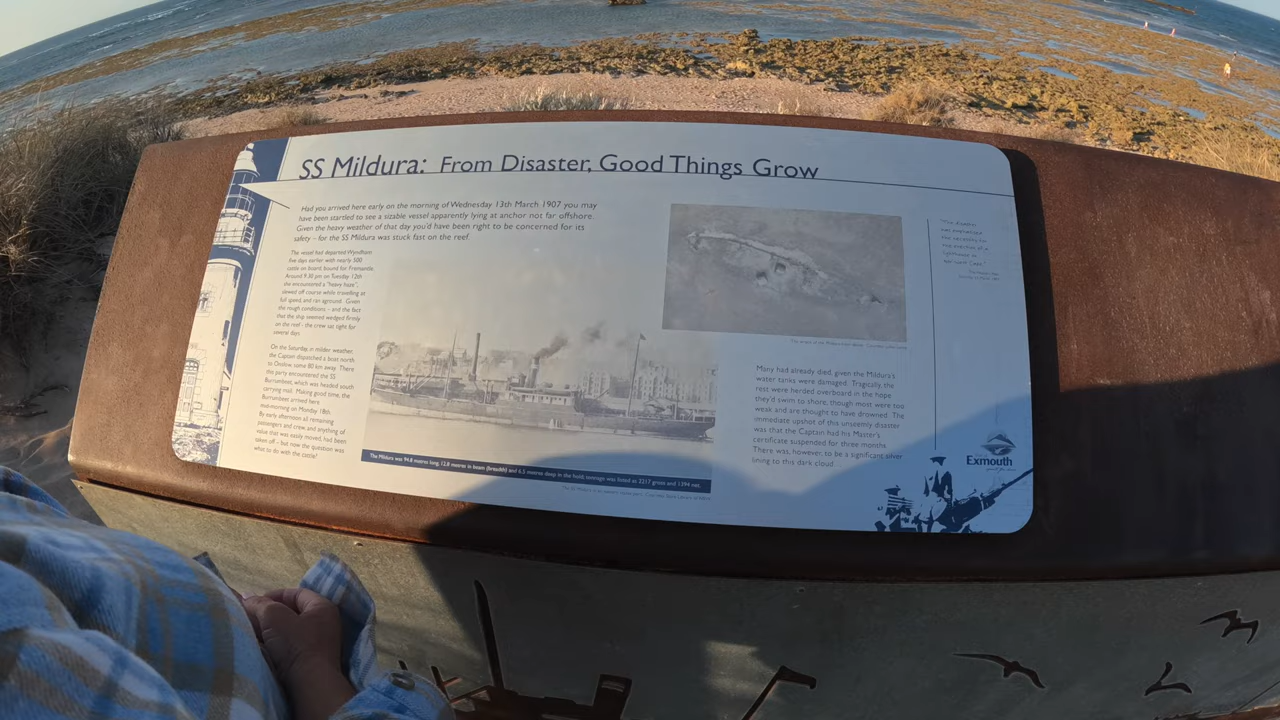 SS Mildura: From Disaster, Good Things Grow
Had you arrived here early on the morning of Wednesday 13th March 1907 you may
have been startled to see a sizable vessel apparently lying at anchor not far offshore.
Given the heavy weather of that day you'd have been right to be concerned for its
safety – for the SS Mildura was stuck fast on the reef.
The vessel had departed Wyndham
five days earlier with nearly 500
cattle on board, bound for Fremantle.
Around 9.30 pm on Tuesday 12th
she encountered a "heavy haze",
slewed off course while travelling at
full speed, and ran aground. Given
the rough conditions – and the fact
that the ship seemed wedged firmly
on the reef – the crew sat tight for
several days.
On the Saturday, in milder weather,
the Captain dispatched a boat north
to Onslow, some 80 km away. There
the party encountered the SS
Burrumbeet, which was headed south
carrying mail. Making good time, the
Burrumbeet arrived here
mid-morning on Monday 18th.
By early afternoon all remaining
passengers and crew, and anything of
value that was easily moved, had been
taken off – but now the question was
what to do with the cattle?
The Mildura was 94.8 metres long, 12.8 metres in beam (breadth) and 6.5 metres deep in the hold; tonnage was listed as 2217 gross and 1394 net.
Many had already died, given the Mildura's
water tanks were damaged. Tragically, the
rest were herded overboard in the hope
they'd swim to shore, though most were too
weak and are thought to have drowned. The
immediate upshot of this unseemly disaster
was that the Captain had his Master's
certificate suspended for three months.
There was, however, to be a significant silver
lining to this dark cloud...
"The disaster
has emphasised
the necessity for
the erection of a
lighthouse in
Exmouth